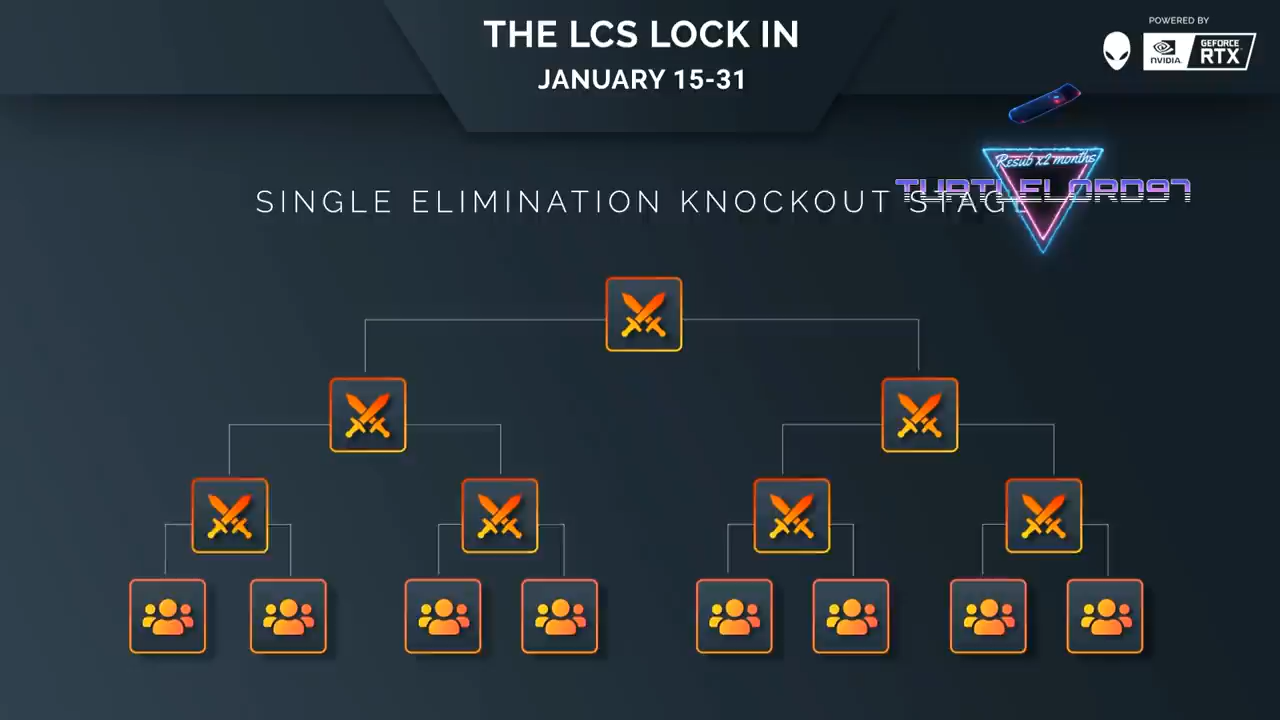 THE LCS LOCK IN
JANUARY 15-31
POWERED BY
NVIDIA
GEFORCE
RTX
Resub x2 months
TURTLELORD97
SINGLE ELIMINATION KNOCKOUT STAGE